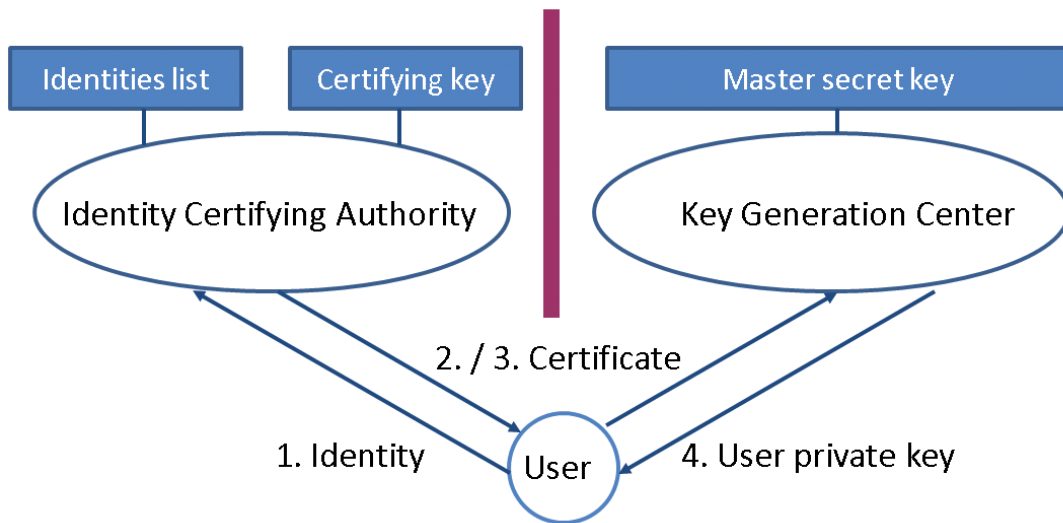 Identities list
Certifying key
Master secret key
Identity Certifying Authority
Key Generation Center
2. / 3. Certificate
1. Identity
User
4. User private key